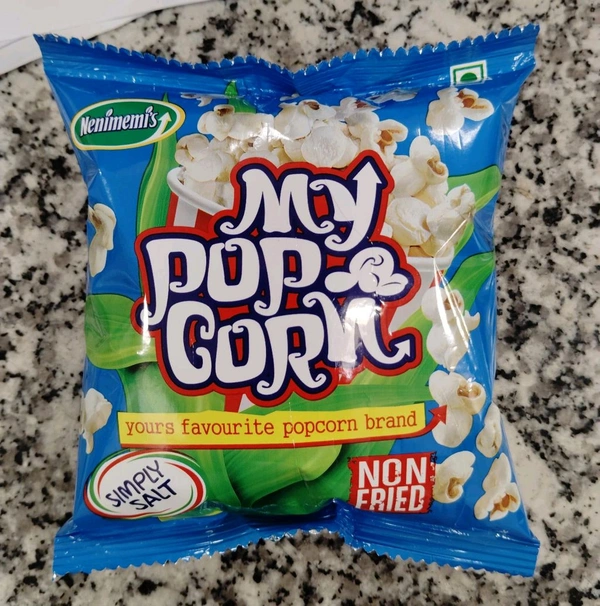 Nenimemi's
My
POP
CORN
yours favourite popcorn brand
SIMPLY
SALT
NON
FRIED